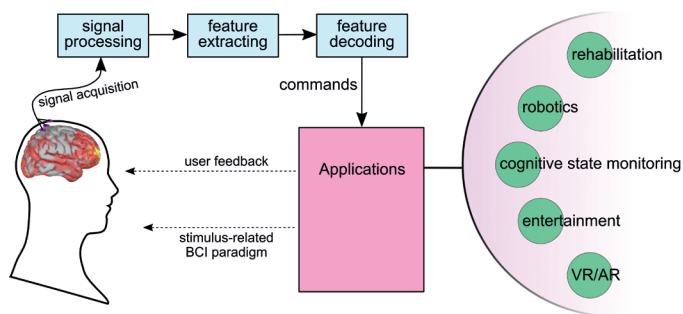 signal
processing
feature
extracting
feature
decoding
signal acquisition
commands
Applications
user feedback
stimulus-related
BCI paradigm
rehabilitation
robotics
cognitive state monitoring
entertainment
VR/AR